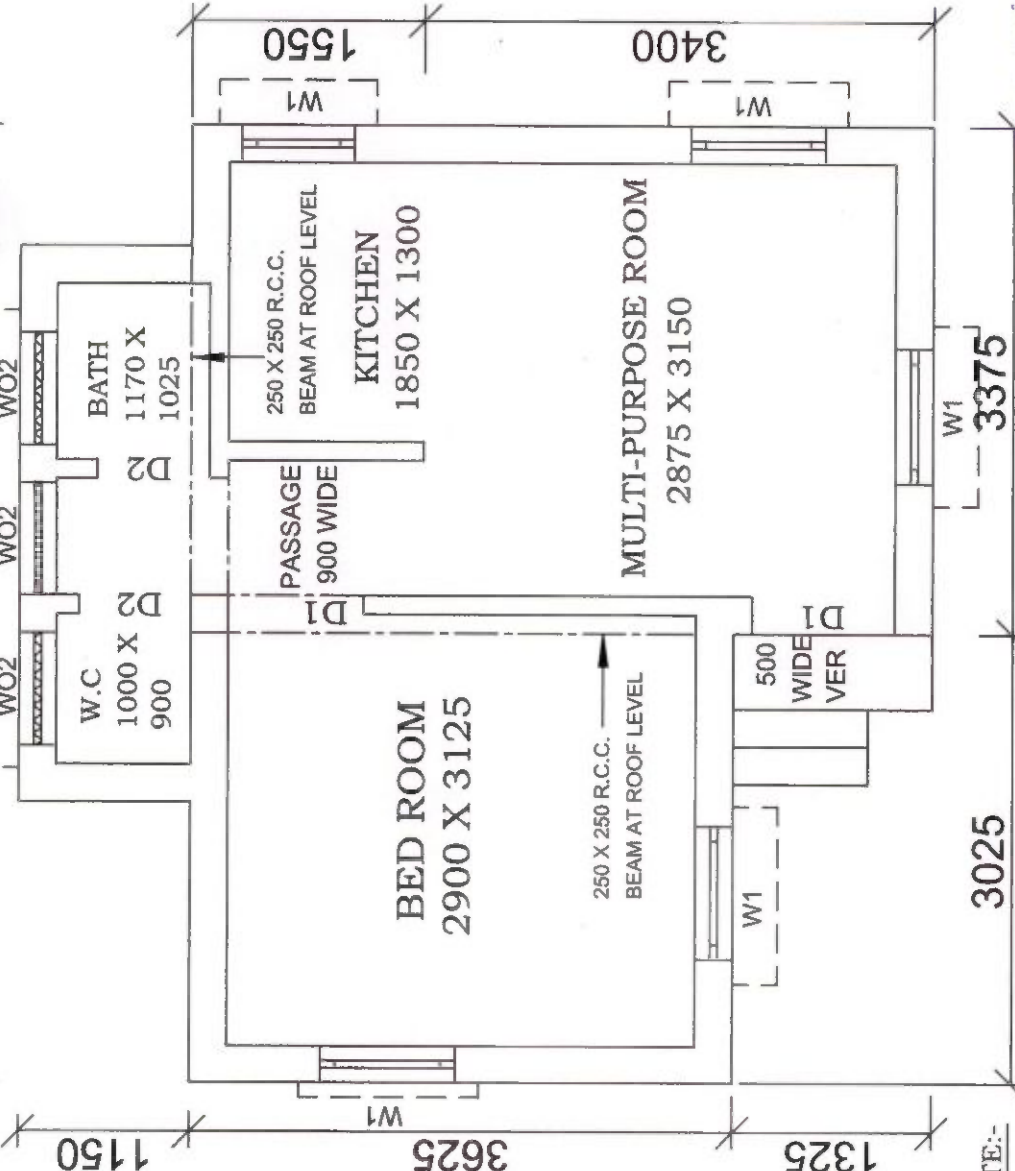 WO2
WO2
WO2
1150
W.C
1000 X
900
D2
D2
BATH
1170 X
1025
3625
W1
BED ROOM
2900 X 3125
250 X 250 R.C.C.
BEAM AT ROOF LEVEL
D1
PASSAGE
900 WIDE
250 X 250 R.C.C.
BEAM AT ROOF LEVEL
KITCHEN
1850 X 1300
W1
1550
MULTI-PURPOSE ROOM
2875 X 3150
W1
3400
W1
500
WIDE
VER
D1
W1
1325
3025
3375
TE:-